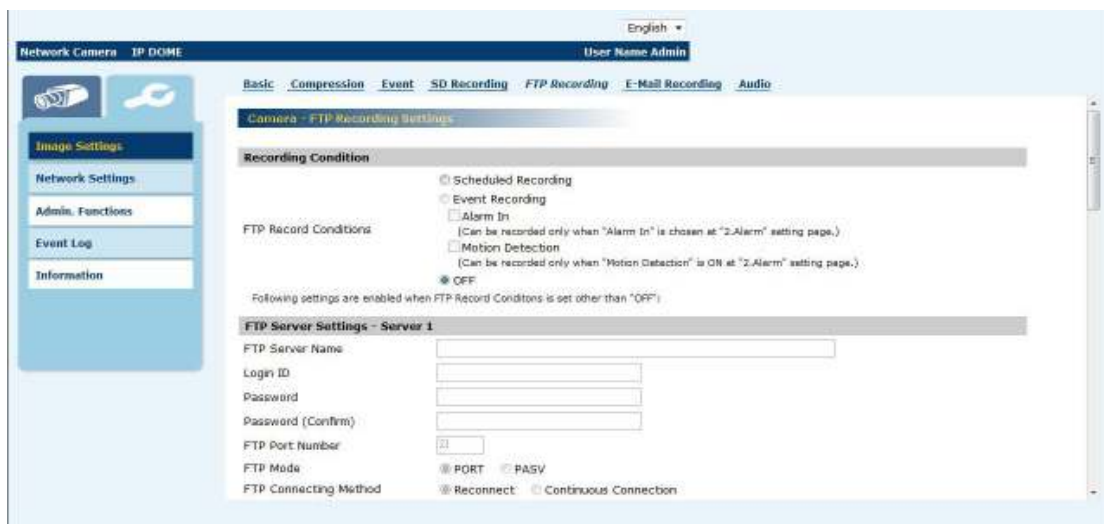 English
Network Camera IP DOME User Name Admin
Basic Compression Event SD Recording FTP Recording E-Mail Recording Audio
Camera - FTP Recording Settings
Image Settings
Network Settings
Admin. Functions
Event Log
Information
Recording Condition
FTP Record Conditions
Scheduled Recording
Event Recording
Alarm In
(Can be recorded only when "Alarm In" is chosen at "2.Alarm" setting page.)
Motion Detection
(Can be recorded only when "Motion Detection" is ON at "2.Alarm" setting page.)
OFF
Following settings are enabled when FTP Record Conditons is set other than "OFF":
FTP Server Settings - Server 1
FTP Server Name
Login ID
Password
Password (Confirm)
FTP Port Number 21
FTP Mode PORT PASV
FTP Connecting Method Reconnect Continuous Connection